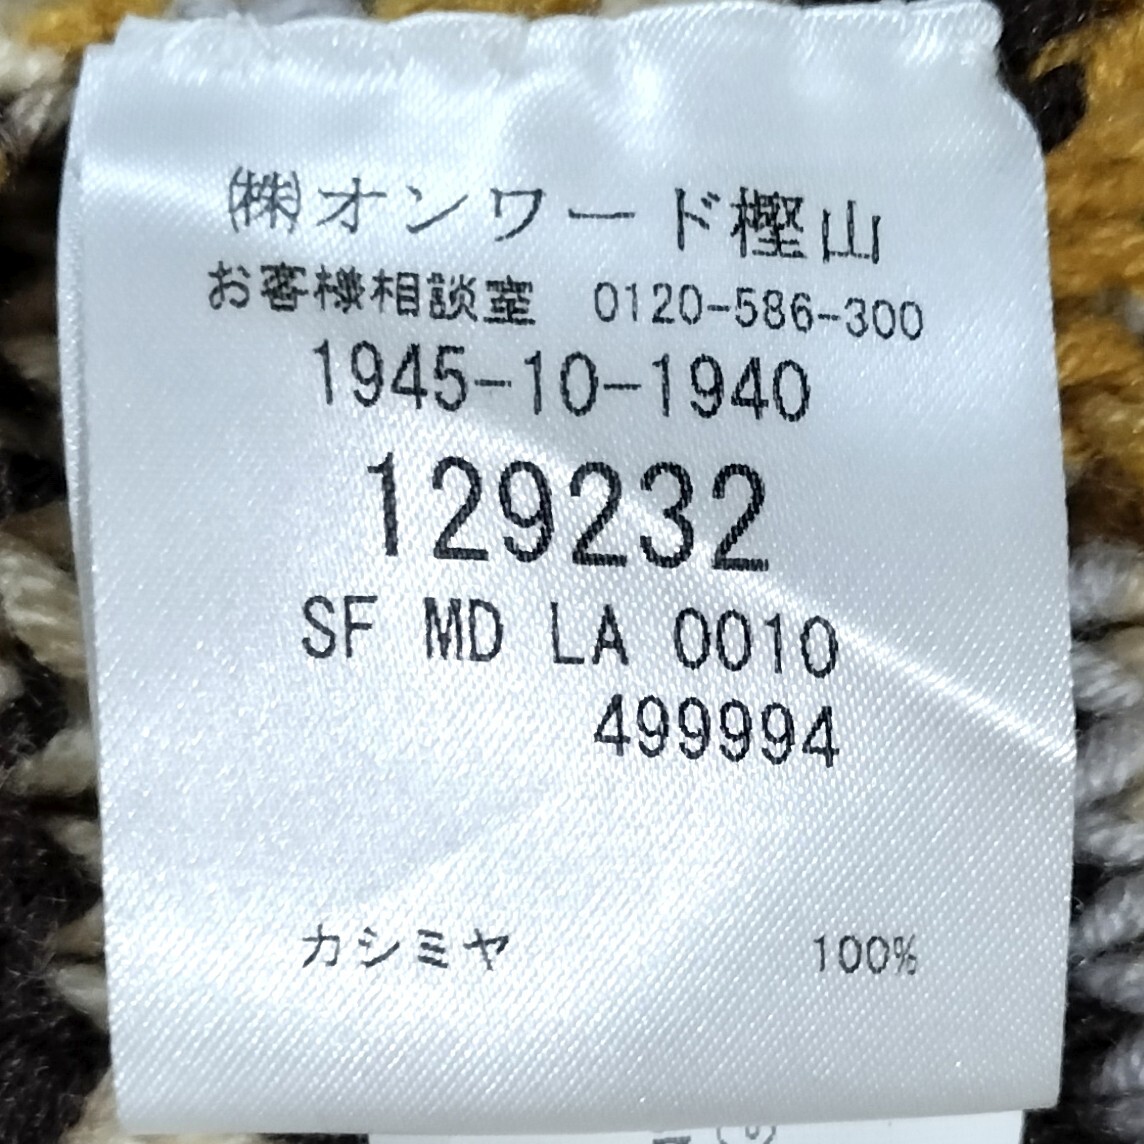 ㈱オンワード樫山
お客様相談室 0120-586-300
1945-10-1940
129232
SF MD LA 0010
499994
カシミヤ 100%